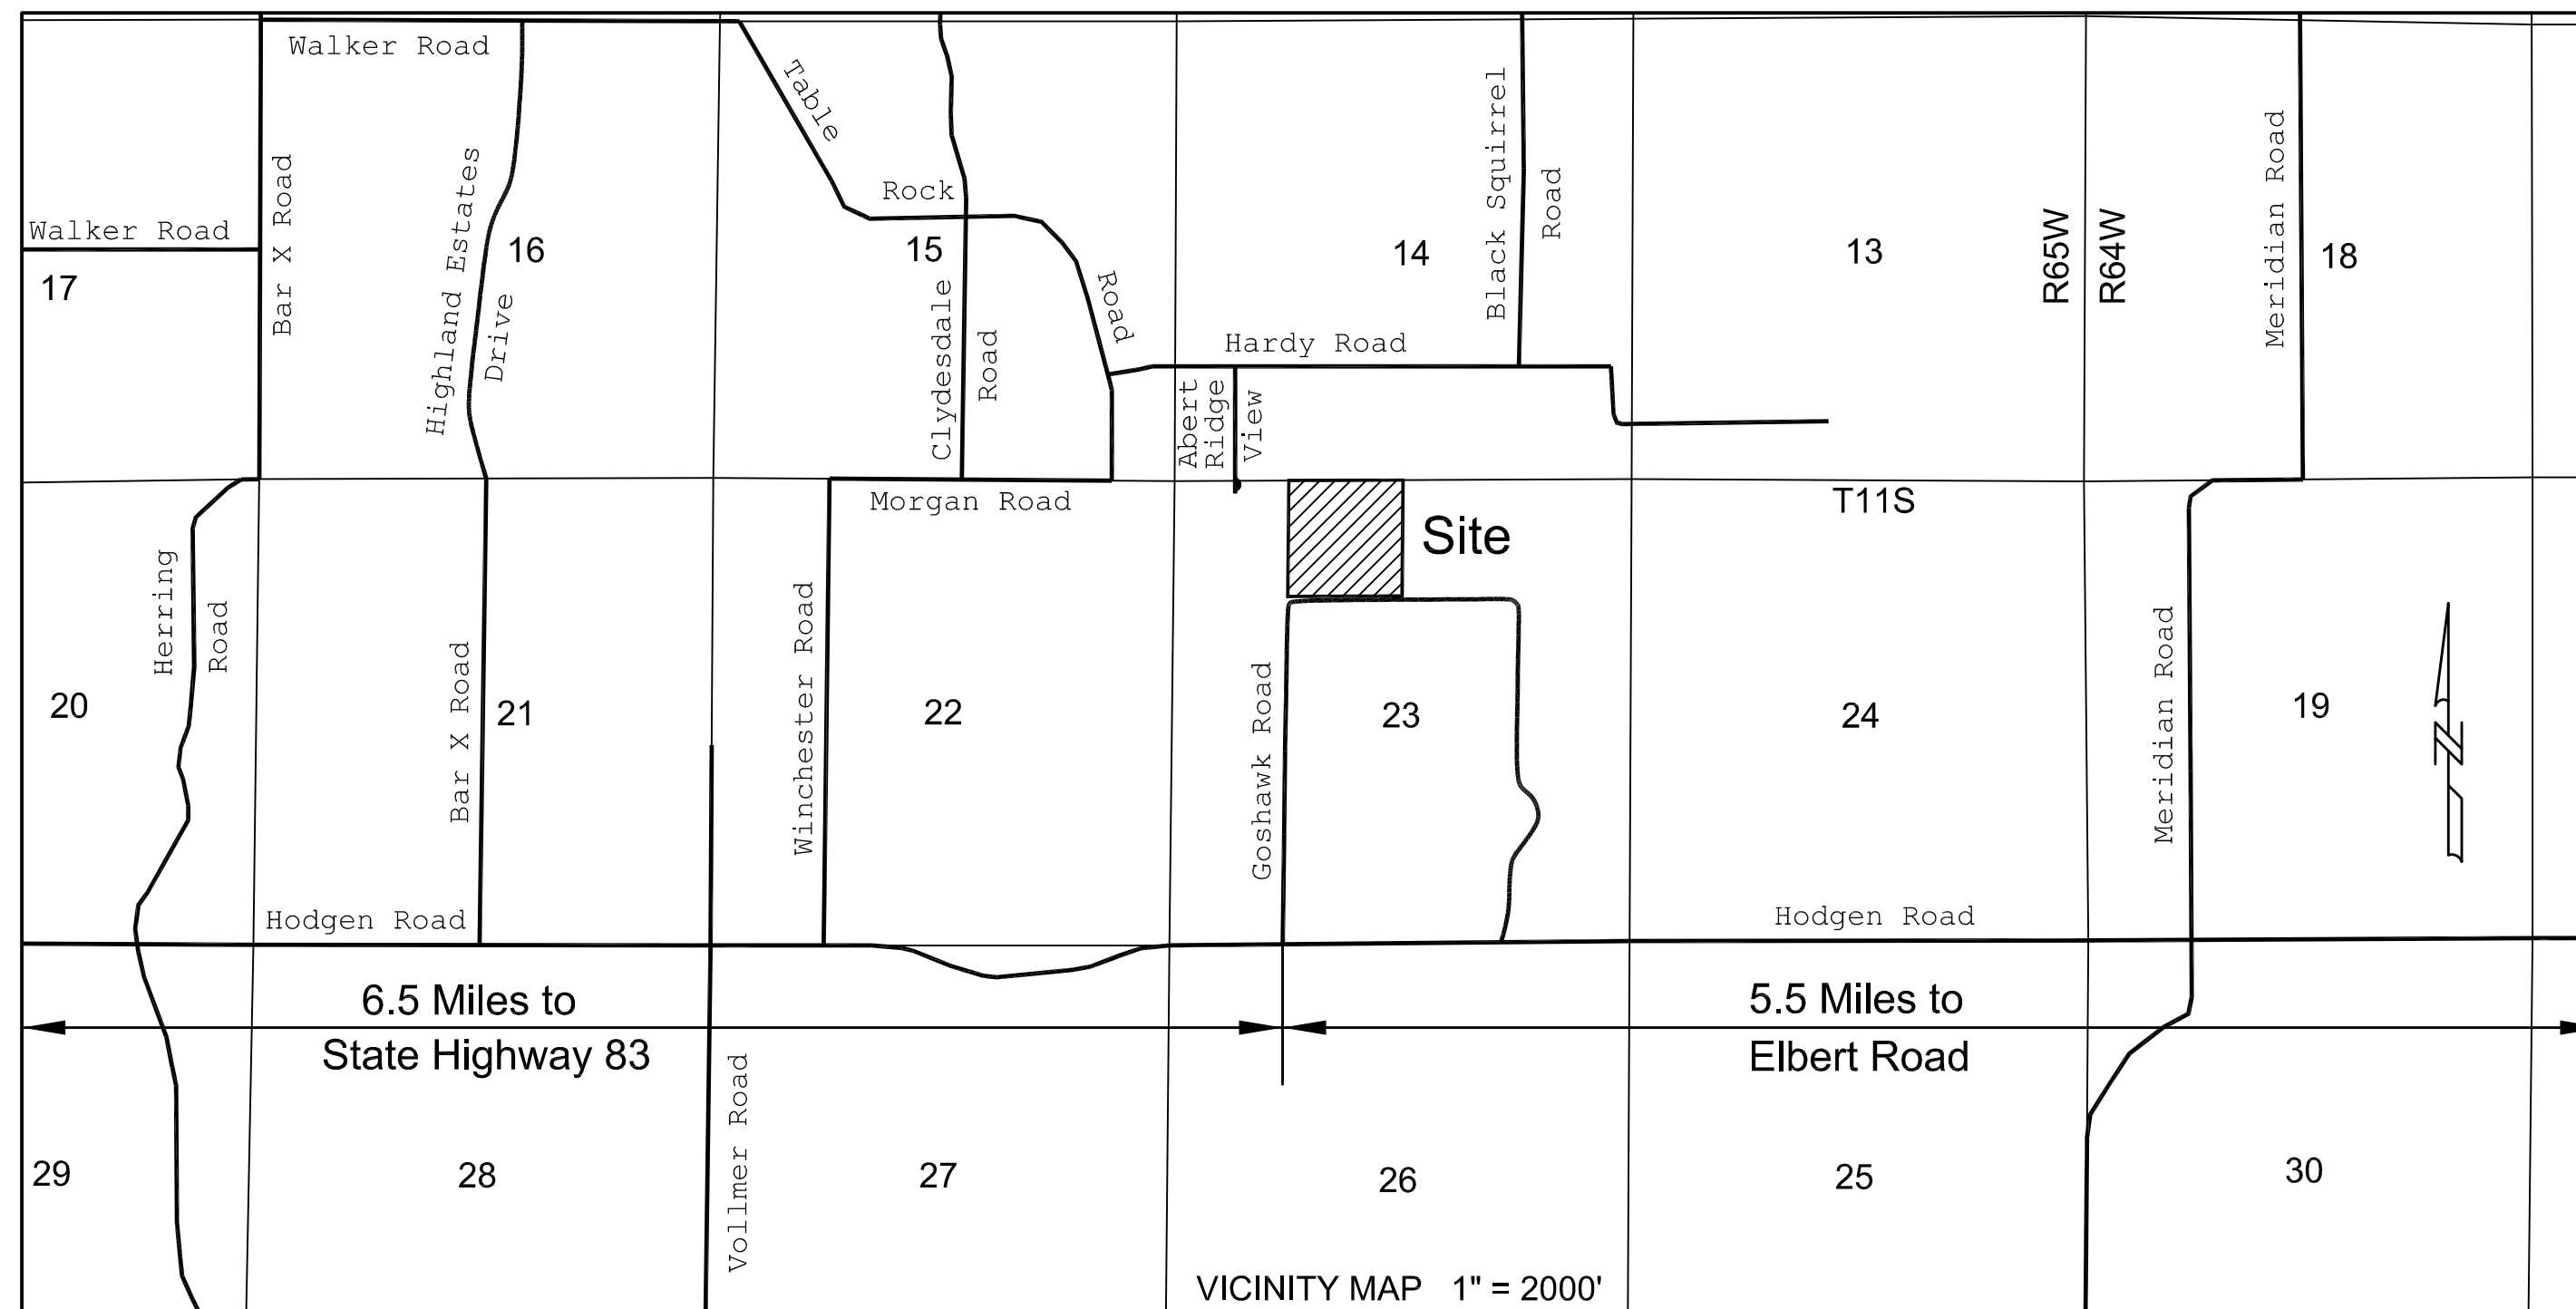 Walker Road
Table
Rock
Road
Walker Road
17
Bar X Road
Highland Estates
Drive
16
15
Clydesdale
Road
14
Black Squirrel
Road
Hardy Road
Abert
Ridge
View
13
R65W
R64W
Meridian Road
18
Morgan Road
T11S
Site
Herring
Road
20
Bar X Road
21
Winchester Road
22
Goshawk Road
23
24
Meridian Road
19
N
Hodgen Road
Hodgen Road
6.5 Miles to
State Highway 83
5.5 Miles to
Elbert Road
Vollmer Road
29
28
27
26
25
30
VICINITY MAP 1" = 2000'